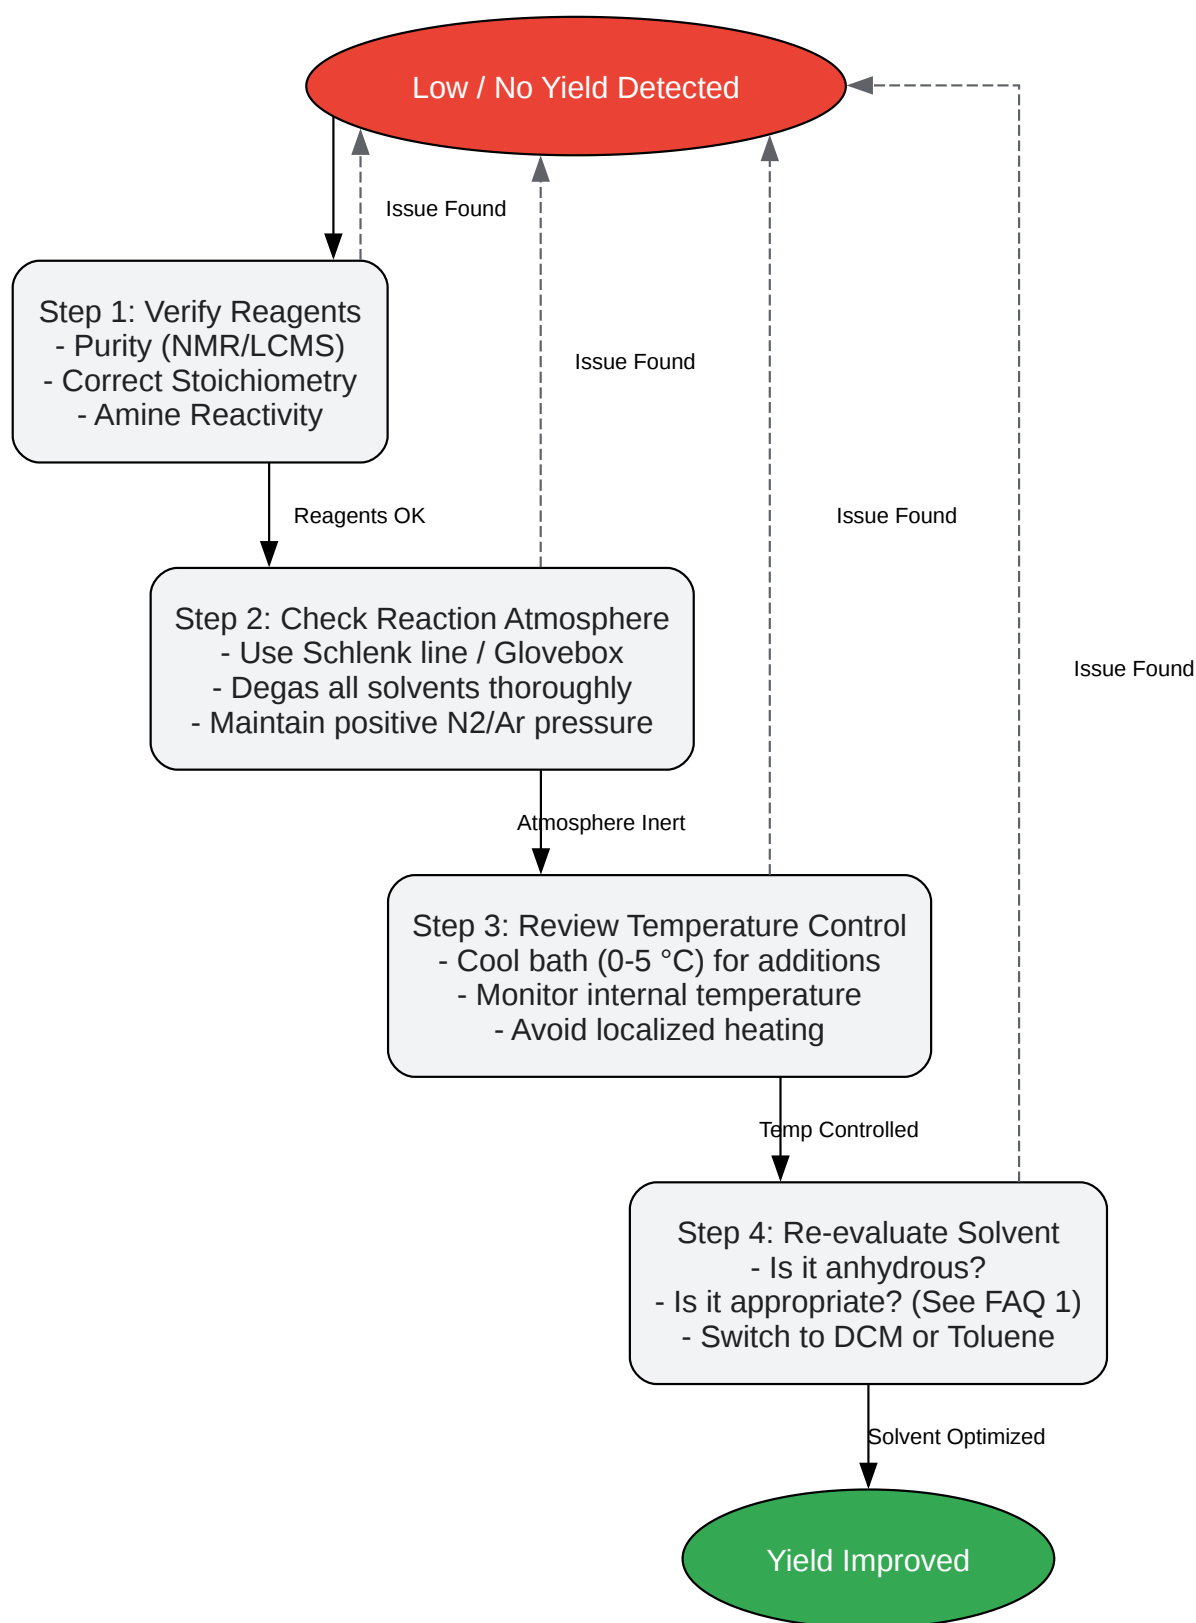 Low / No Yield Detected
Issue Found
Step 1: Verify Reagents
- Purity (NMR/LCMS)
- Correct Stoichiometry
- Amine Reactivity
Issue Found
Reagents OK
Issue Found
Step 2: Check Reaction Atmosphere
- Use Schlenk line / Glovebox
- Degas all solvents thoroughly
- Maintain positive N2/Ar pressure
Issue Found
Atmosphere Inert
Step 3: Review Temperature Control
- Cool bath (0-5 °C) for additions
- Monitor internal temperature
- Avoid localized heating
Temp Controlled
Step 4: Re-evaluate Solvent
- Is it anhydrous?
- Is it appropriate? (See FAQ 1)
- Switch to DCM or Toluene
Solvent Optimized
Yield Improved